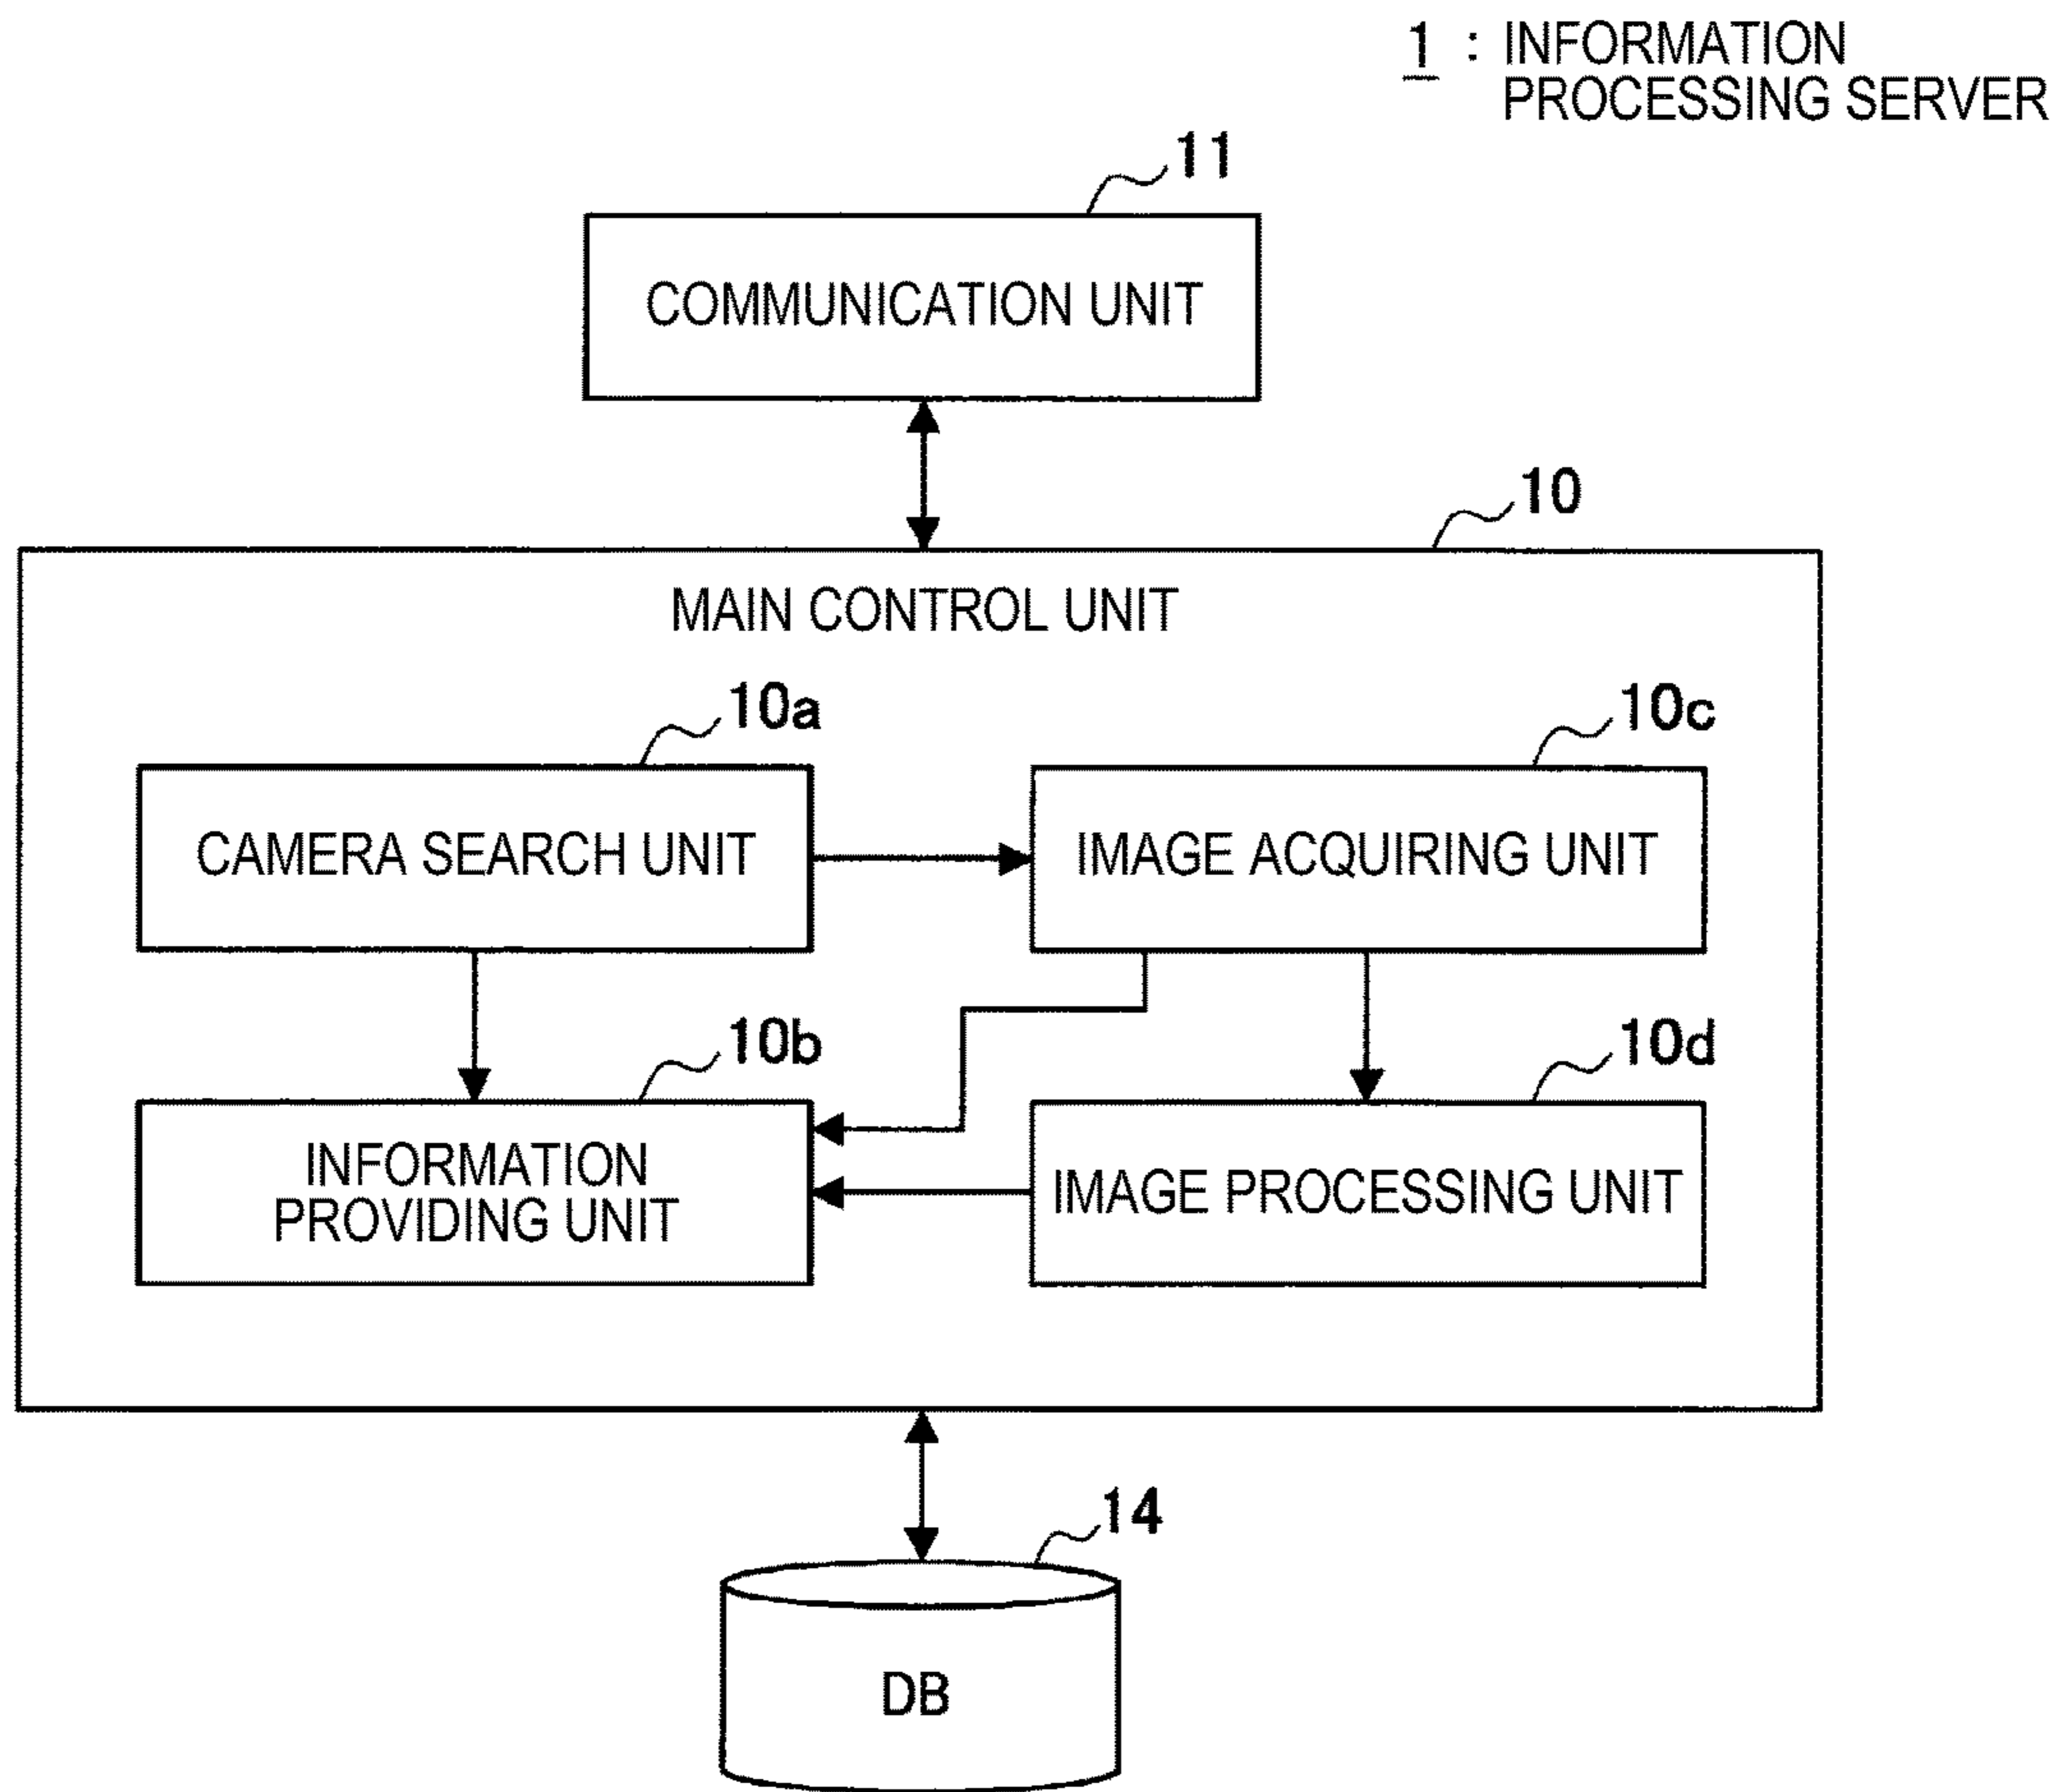 1 : INFORMATION
PROCESSING SERVER
11
COMMUNICATION UNIT
10
MAIN CONTROL UNIT
10a
10c
CAMERA SEARCH UNIT
IMAGE ACQUIRING UNIT
10b
10d
INFORMATION
PROVIDING UNIT
IMAGE PROCESSING UNIT
14
DB